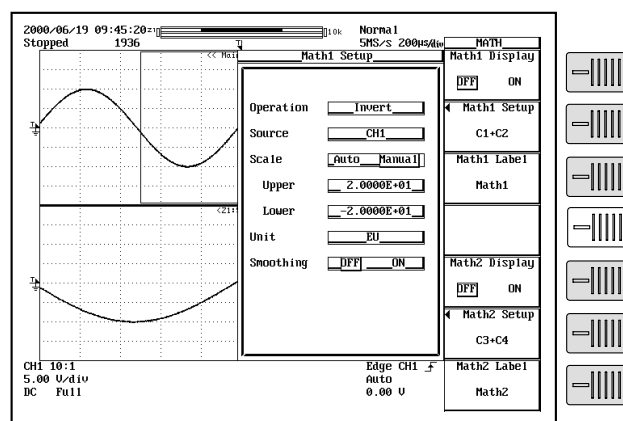 2000/06/19 09:45:20
Stopped 1936
10k
Normal
5MS/s 200µs/div
<< Mai
Math1 Setup
Operation Invert
Source CH1
Scale Auto Manual
Upper 2.0000E+01
Lower -2.0000E+01
Unit EU
Smoothing OFF ON
MATH
Math1 Display
OFF ON
Math1 Setup
C1+C2
Math1 Label
Math1
Math2 Display
OFF ON
Math2 Setup
C3+C4
Math2 Label
Math2
CH1 10:1
5.00 V/div
DC Full
Edge CH1
Auto
0.00 V